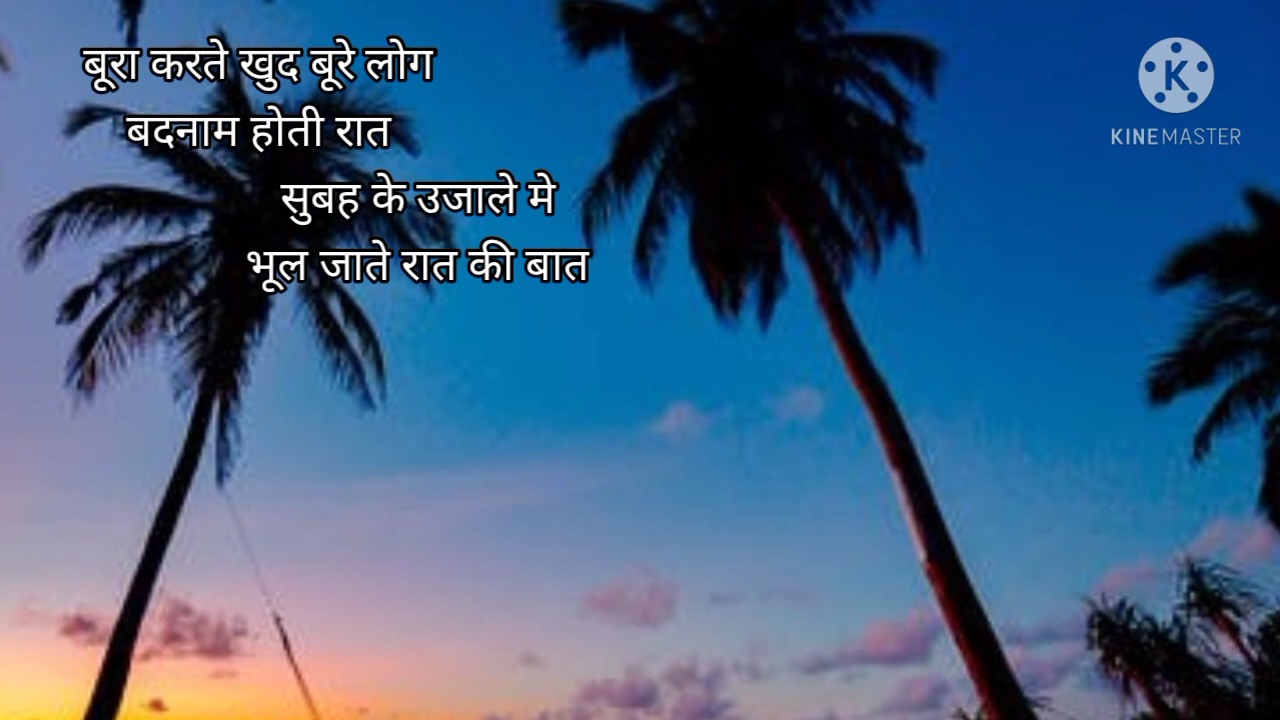 बूरा करते खुद बूरे लोग
बदनाम होती रात
सुबह के उजाले मे
भूल जाते रात की बात
K
KINEMASTER